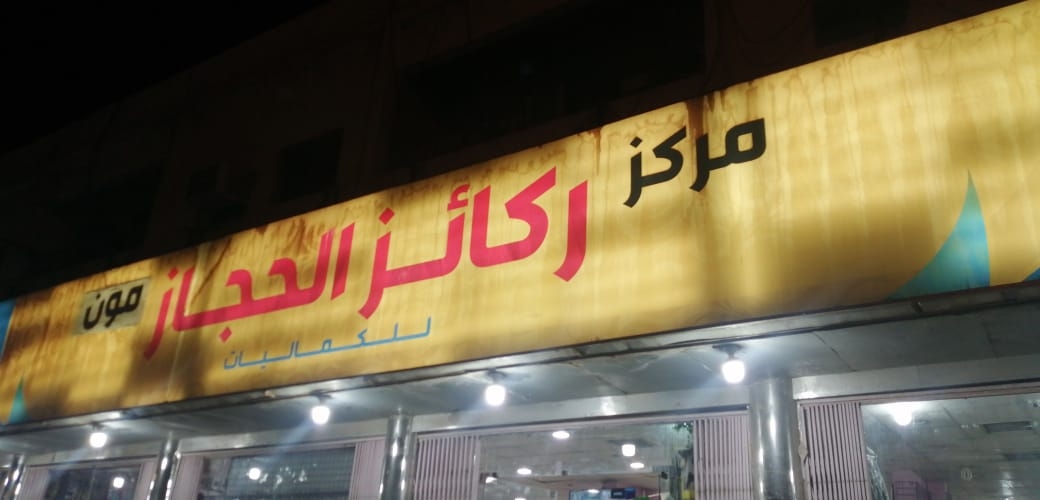 مركز ركائز الحجاز مون
للكماليات